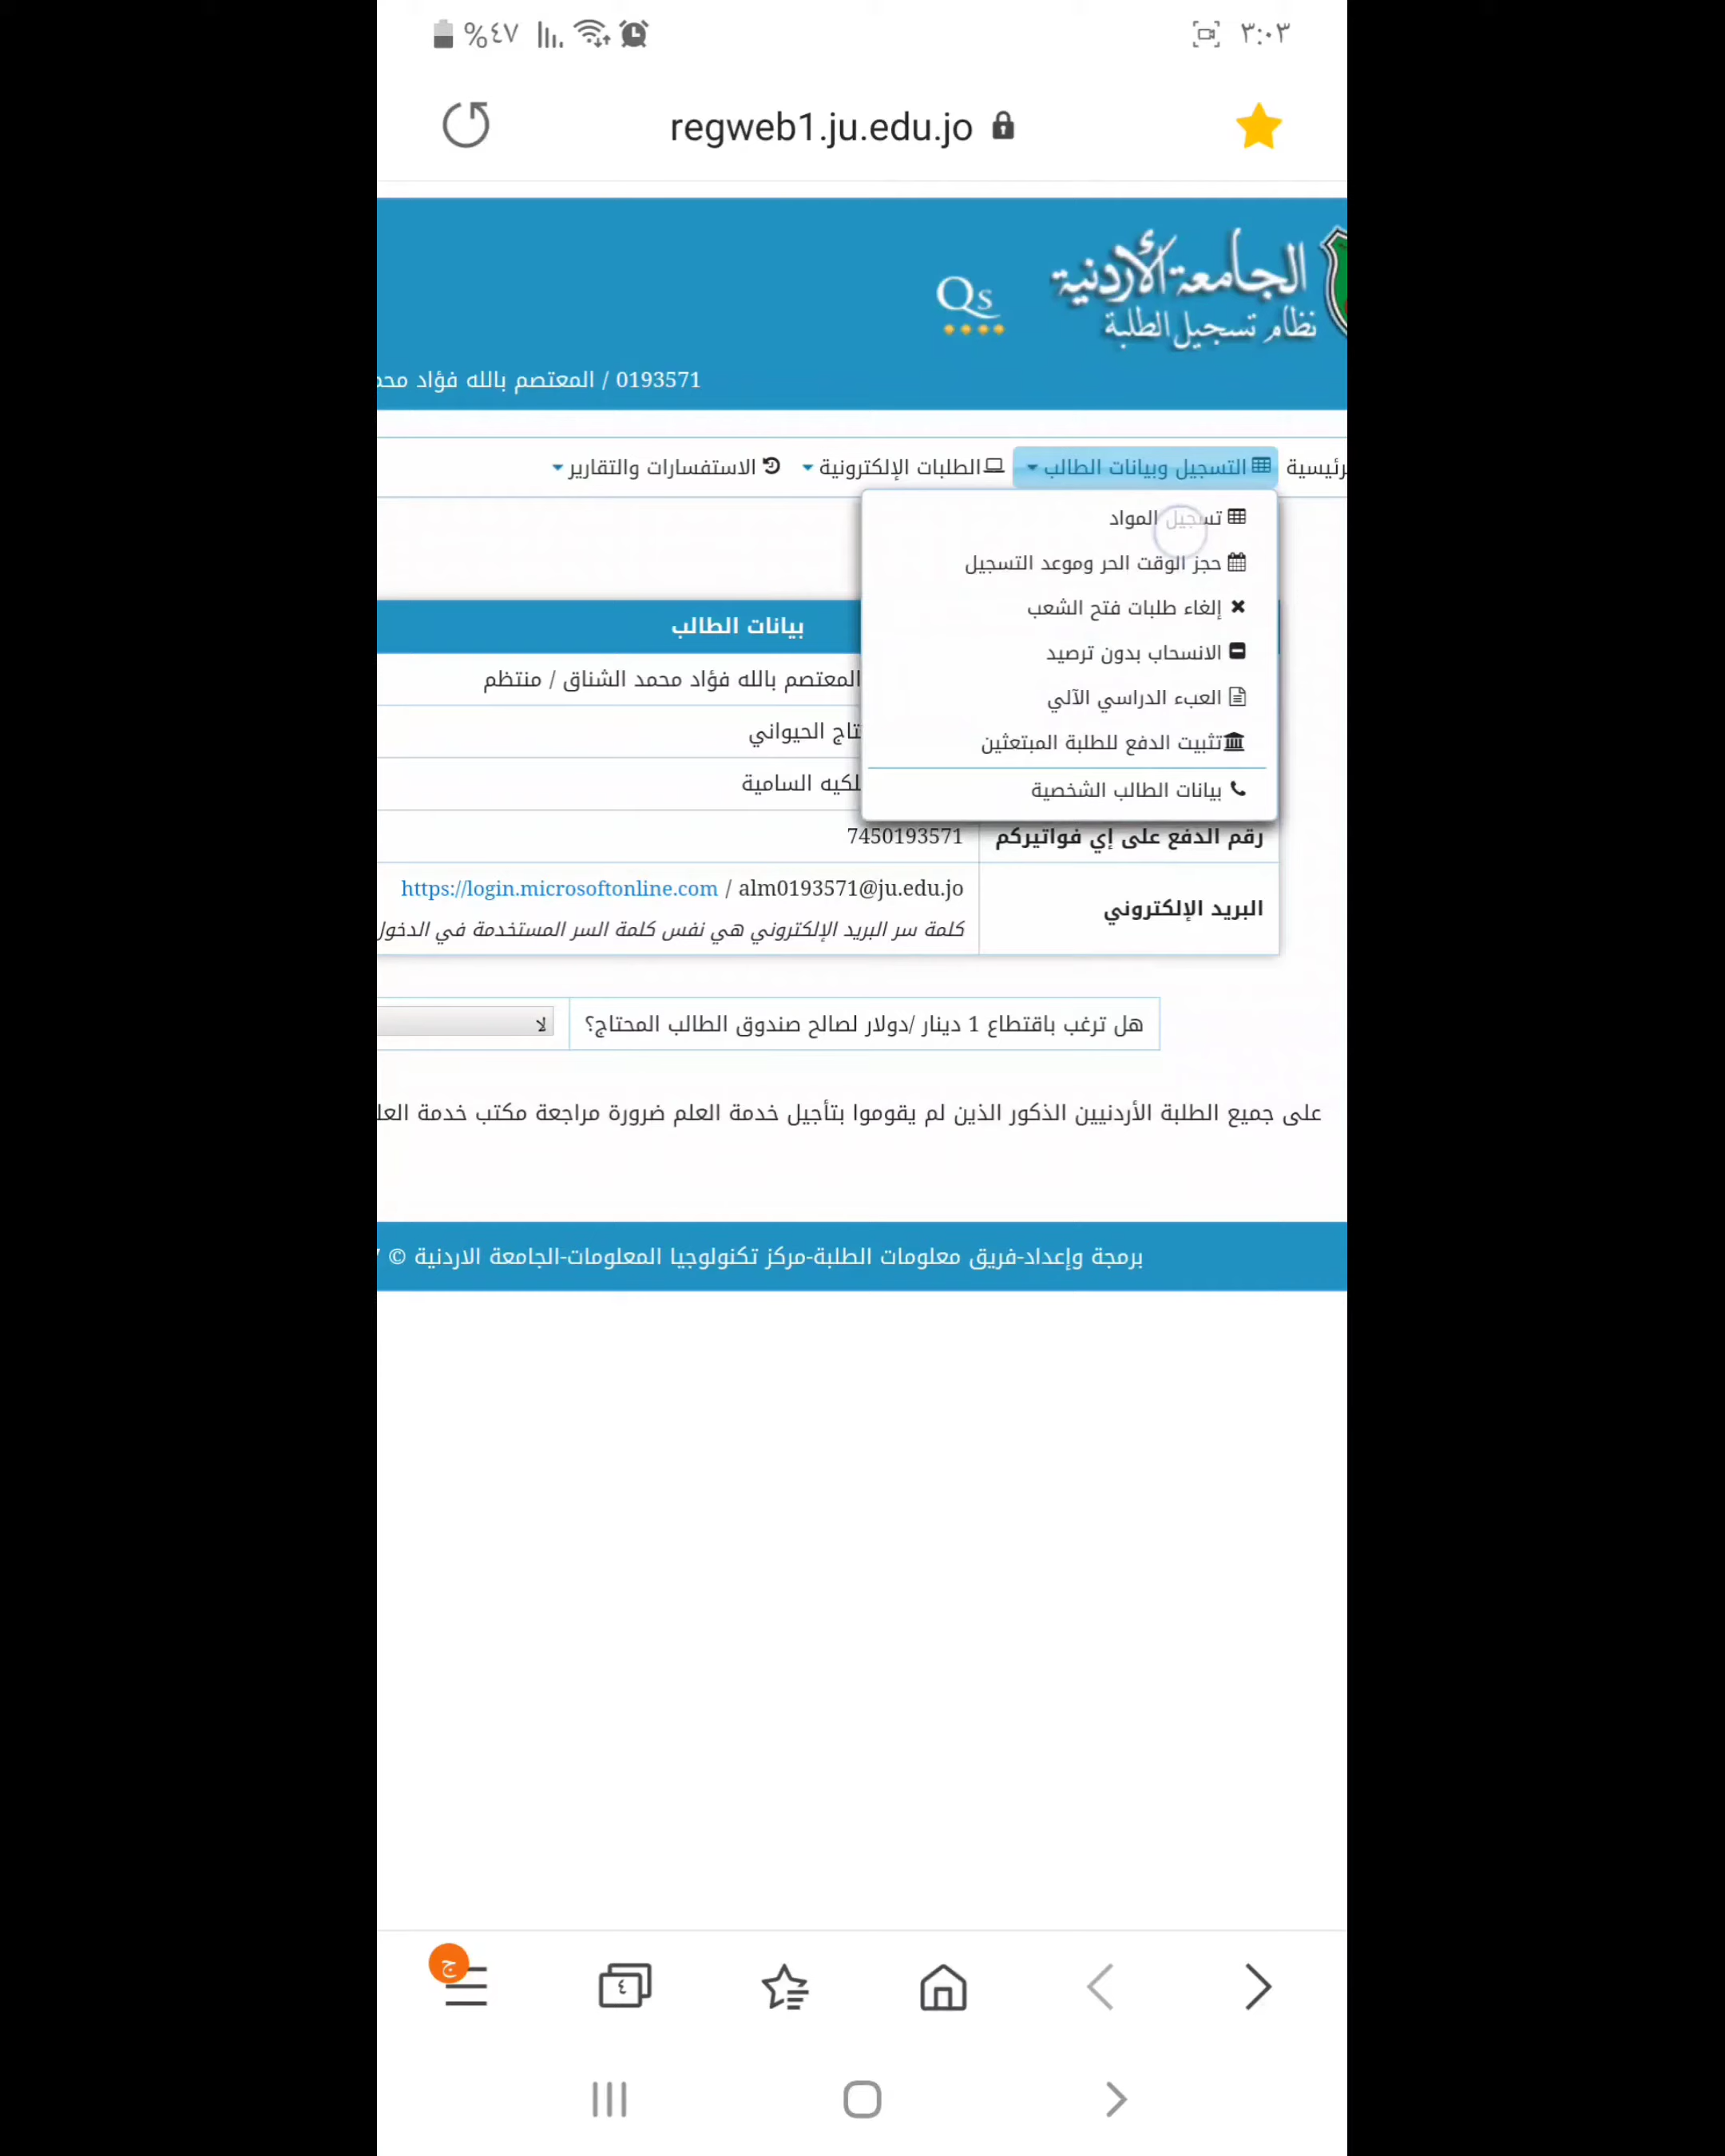 %٤٧
٣:٠٣
regweb1.ju.edu.jo
الجامعة الأردنية
نظام تسجيل الطلبة
Qs
0193571 / المعتصم بالله فؤاد
التسجيل وبيانات الطالب
الطلبات الإلكترونية
الاستفسارات والتقارير
تسجيل المواد
حجز الوقت الحر وموعد التسجيل
إلغاء طلبات فتح الشعب
الانسحاب بدون ترصيد
العبء الدراسي الآلي
تثبيت الدفع للطلبة المبتعثين
بيانات الطالب الشخصية
بيانات الطالب
المعتصم بالله فؤاد محمد الشناق / منتظم
الحيواني
السامية
رقم الدفع على إي فواتيركم
7450193571
البريد الإلكتروني
https://login.microsoftonline.com / alm0193571@ju.edu.jo
كلمة سر البريد الإلكتروني هي نفس كلمة السر المستخدمة في الدخول
هل ترغب باقتطاع 1 دينار /دولار لصالح صندوق الطالب المحتاج؟
لا
على جميع الطلبة الأردنيين الذكور الذين لم يقوموا بتأجيل خدمة العلم ضرورة مراجعة مكتب خدمة
برمجة وإعداد-فريق معلومات الطلبة-مركز تكنولوجيا المعلومات-الجامعة الاردنية ©
ج
٤